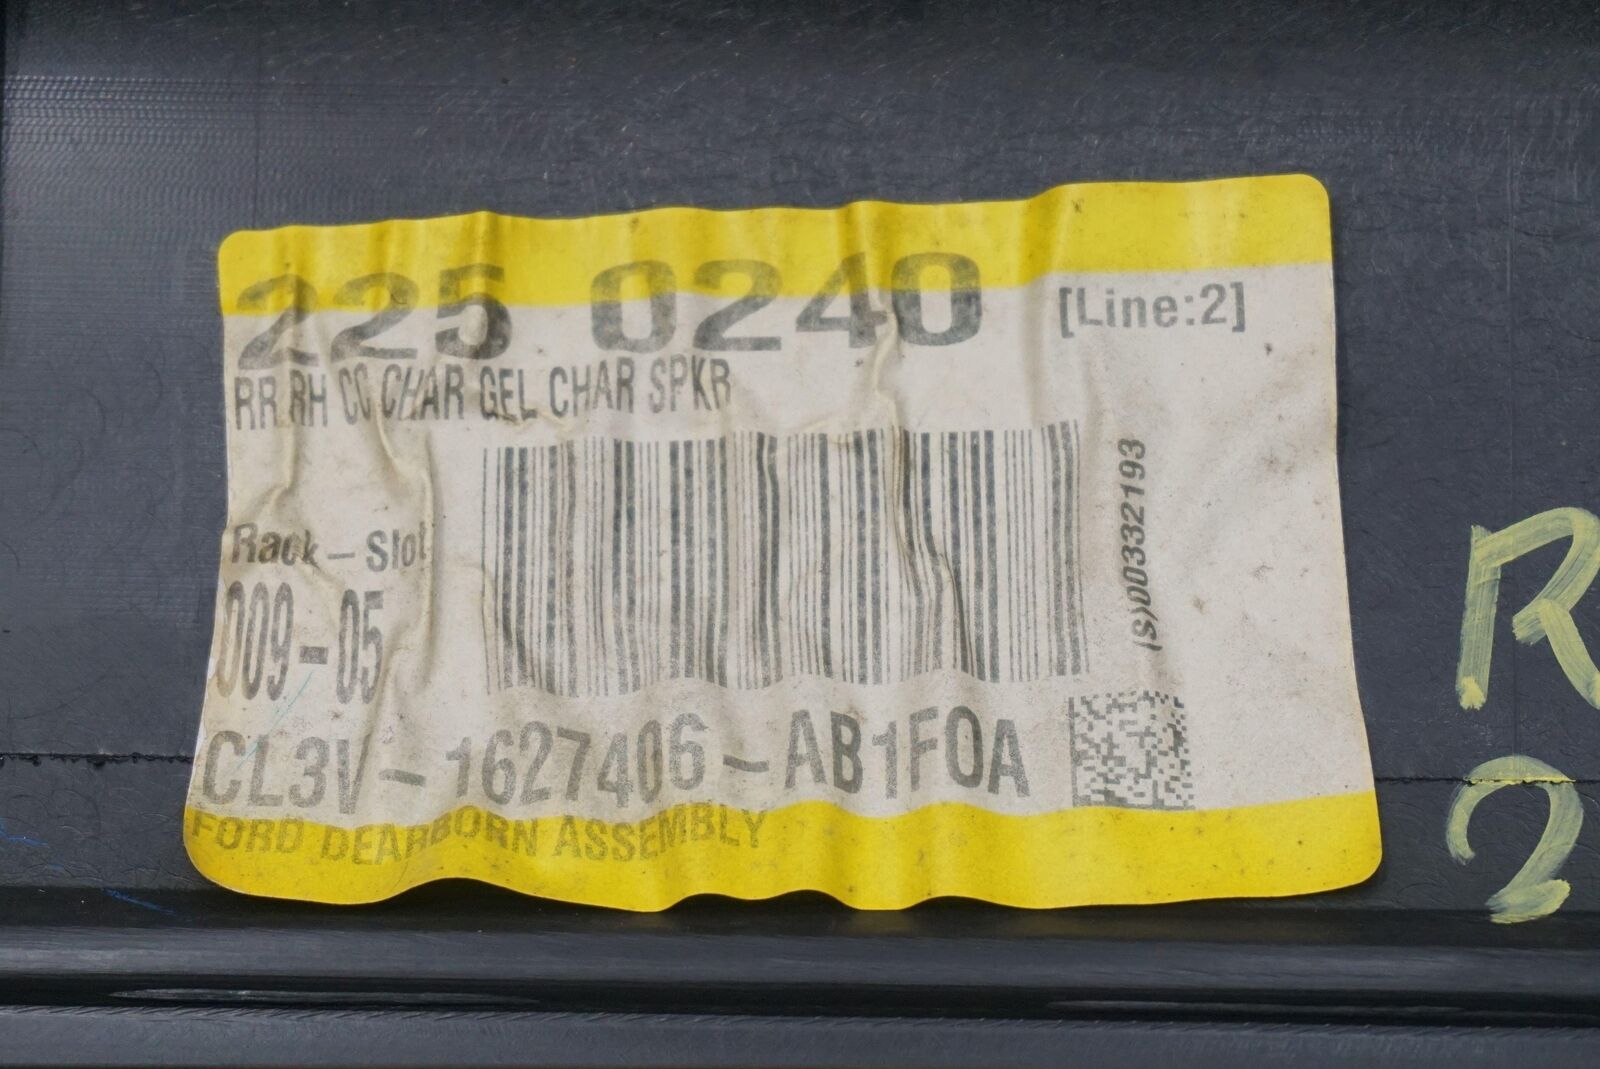 225 0240 [Line:2]
RR RH CC CHAR GEL CHAR SPKR
Rack - Slot
009-05
(S)00332193
CL3V-1627406-AB1F0A
FORD DEARBORN ASSEMBLY
R
2